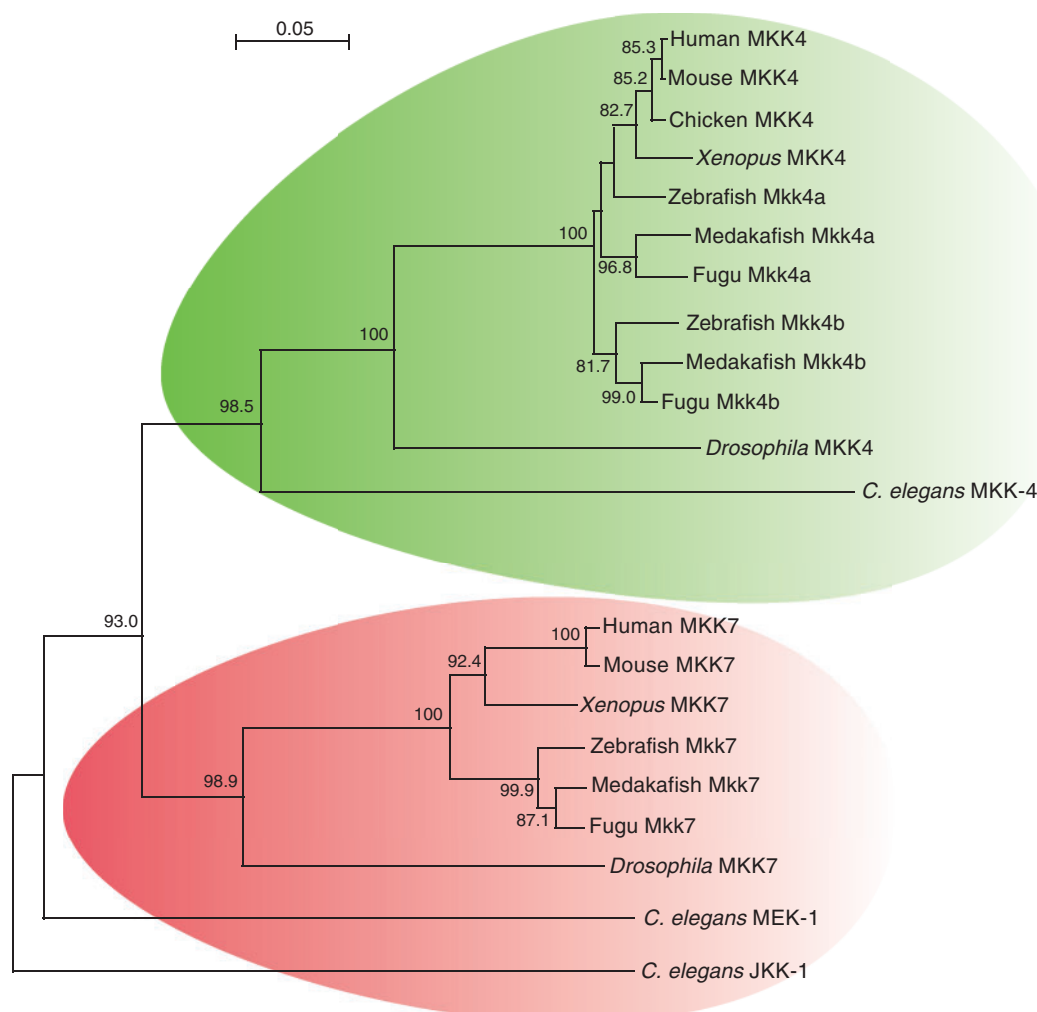 0.05
Human MKK4
85.3
Mouse MKK4
85.2
82.7
Chicken MKK4
Xenopus MKK4
Zebrafish Mkk4a
Medakafish Mkk4a
100
96.8
Fugu Mkk4a
Zebrafish Mkk4b
100
Medakafish Mkk4b
81.7
99.0
Fugu Mkk4b
98.5
Drosophila MKK4
C. elegans MKK-4
93.0
Human MKK7
100
92.4
Mouse MKK7
Xenopus MKK7
100
Zebrafish Mkk7
98.9
99.9
Medakafish Mkk7
87.1
Fugu Mkk7
Drosophila MKK7
C. elegans MEK-1
C. elegans JKK-1